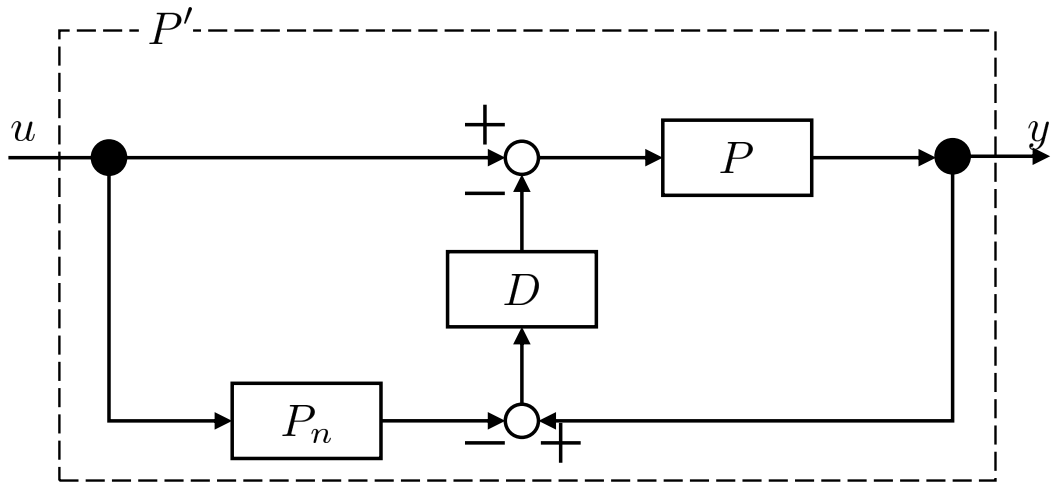 P′
u + P y
−
D
P_n
− +